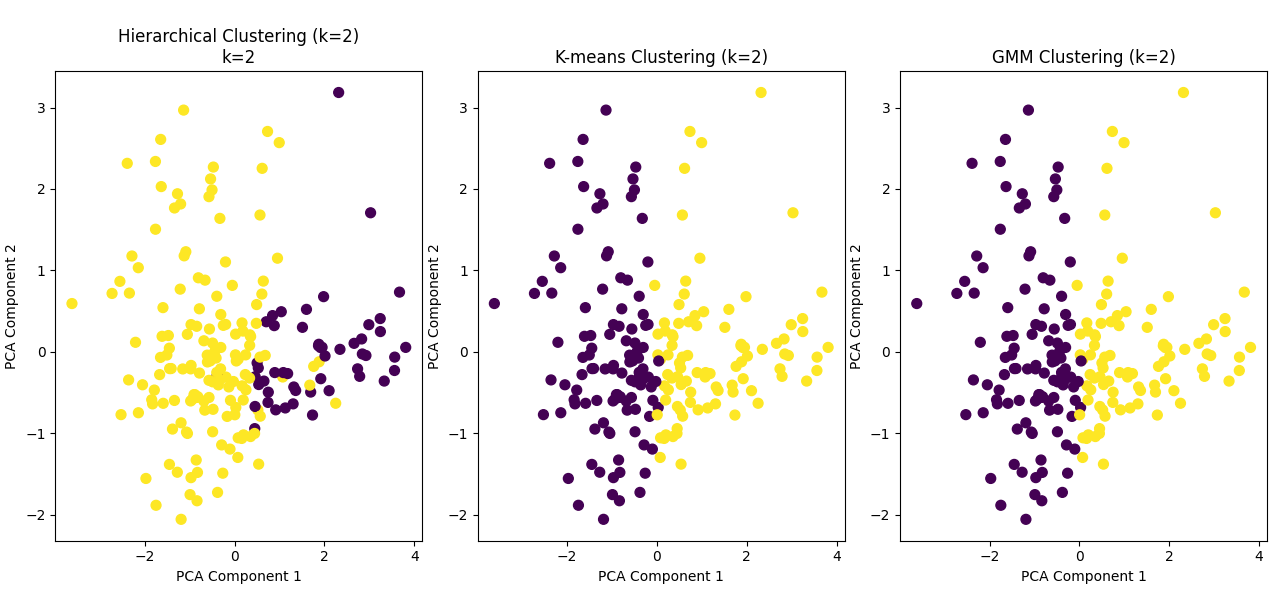 Hierarchical Clustering (k=2)
k=2
3
2
1
0
−1
−2
PCA Component 2
−2 0 2 4
PCA Component 1
K-means Clustering (k=2)
3
2
1
0
−1
−2
PCA Component 2
−2 0 2 4
PCA Component 1
GMM Clustering (k=2)
3
2
1
0
−1
−2
PCA Component 2
−2 0 2 4
PCA Component 1